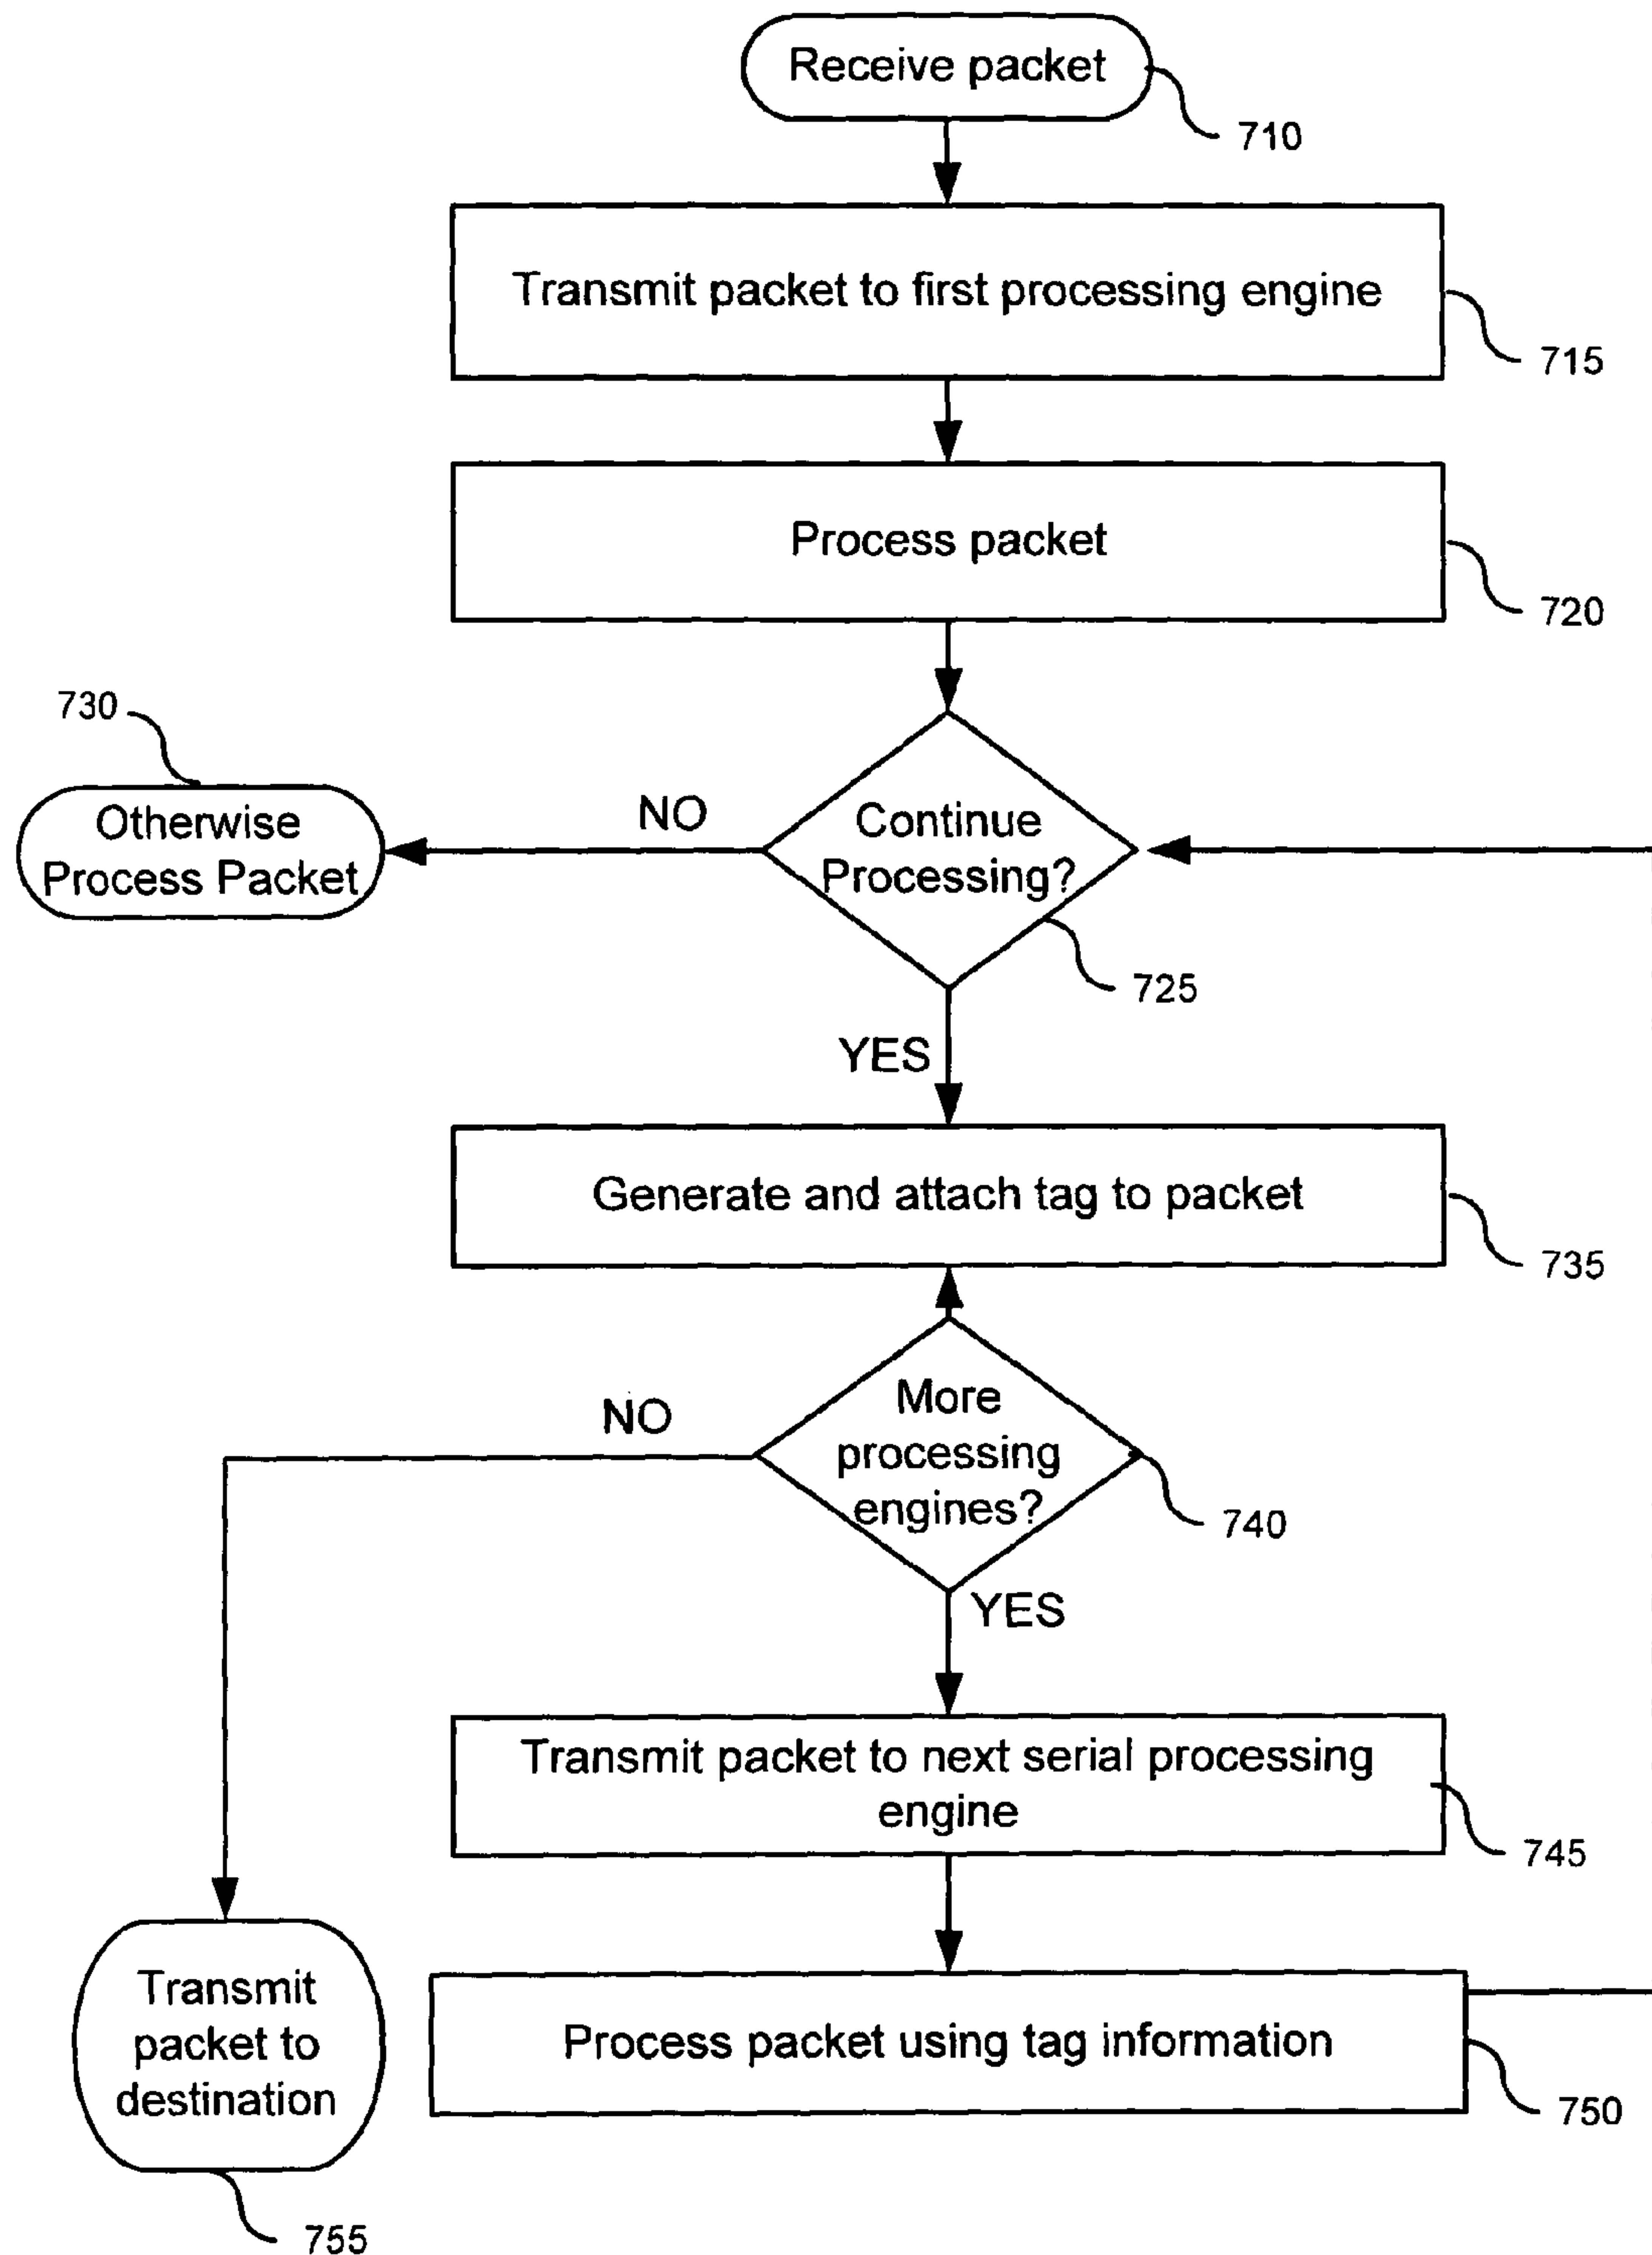 Receive packet
710
Transmit packet to first processing engine
715
Process packet
720
730
Otherwise
Process Packet
NO
Continue
Processing?
725
YES
Generate and attach tag to packet
735
NO
More
processing
engines?
740
YES
Transmit packet to next serial processing
engine
745
Transmit
packet to
destination
Process packet using tag information
750
755